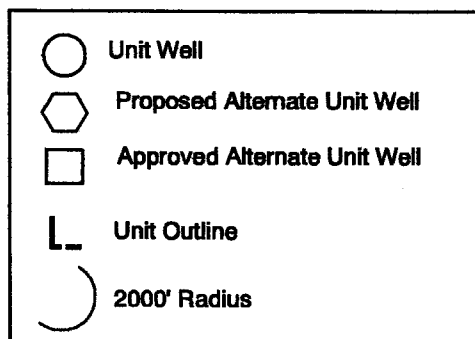 Unit Well
Proposed Alternate Unit Well
Approved Alternate Unit Well
Unit Outline
2000' Radius